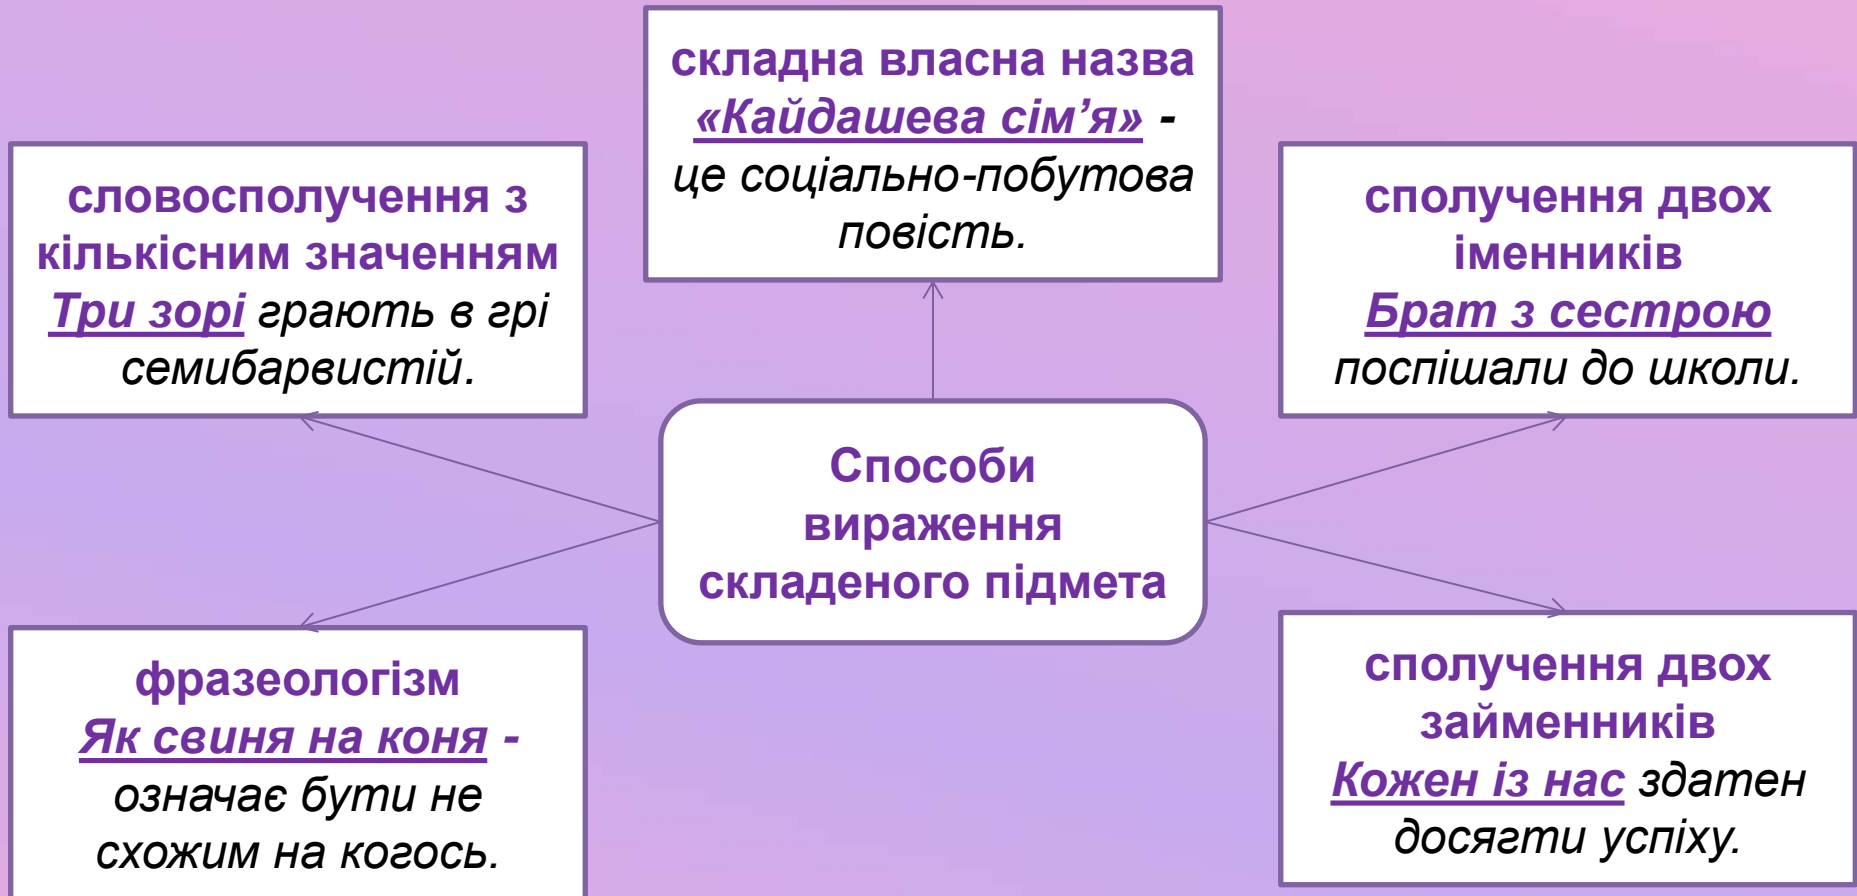 складна власна назва
«Кайдашева сім’я» -
це соціально-побутова
повість.
словосполучення з
кількісним значенням
Три зорі грають в грі
семибарвистій.
сполучення двох
іменників
Брат з сестрою
поспішали до школи.
Способи
вираження
складеного підмета
фразеологізм
Як свиня на коня -
означає бути не
схожим на когось.
сполучення двох
займенників
Кожен із нас здатен
досягти успіху.